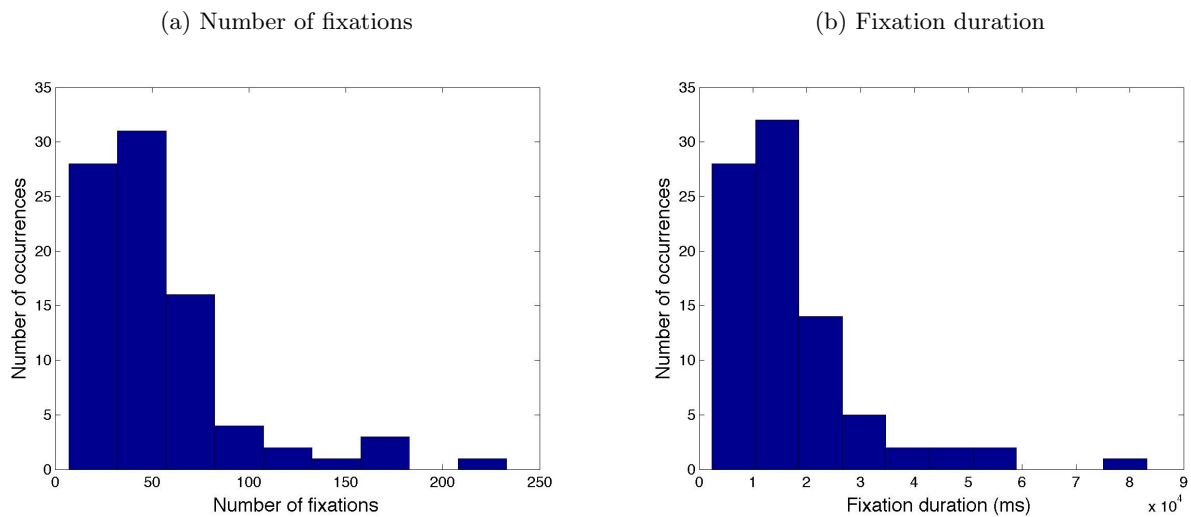 (a) Number of fixations
35
30
25
20
15
10
5
0
Number of occurrences
0 50 100 150 200 250
Number of fixations
(b) Fixation duration
35
30
25
20
15
10
5
0
Number of occurrences
0 1 2 3 4 5 6 7 8 9
x 10⁴
Fixation duration (ms)